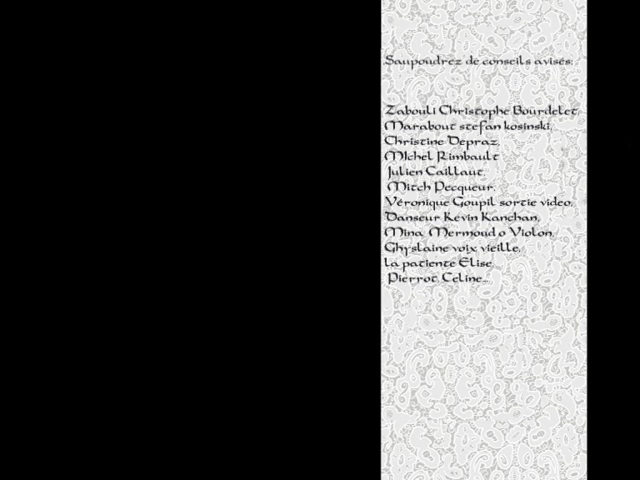 Saupoudrez de conseils avisés:
Zabouli Christophe Bourdelet,
Marabout stefan kosinski,
Christine Depraz,
MIchel Rimbault
Julien Caillaut,
Mitch Pecqueur,
Véronique Goupil sortie video,
Danseur Kevin Kanchan,
Mina Mermoud o Violon,
Ghyslaine voix vieille,
la patiente Elise,
Pierrot, Celine...